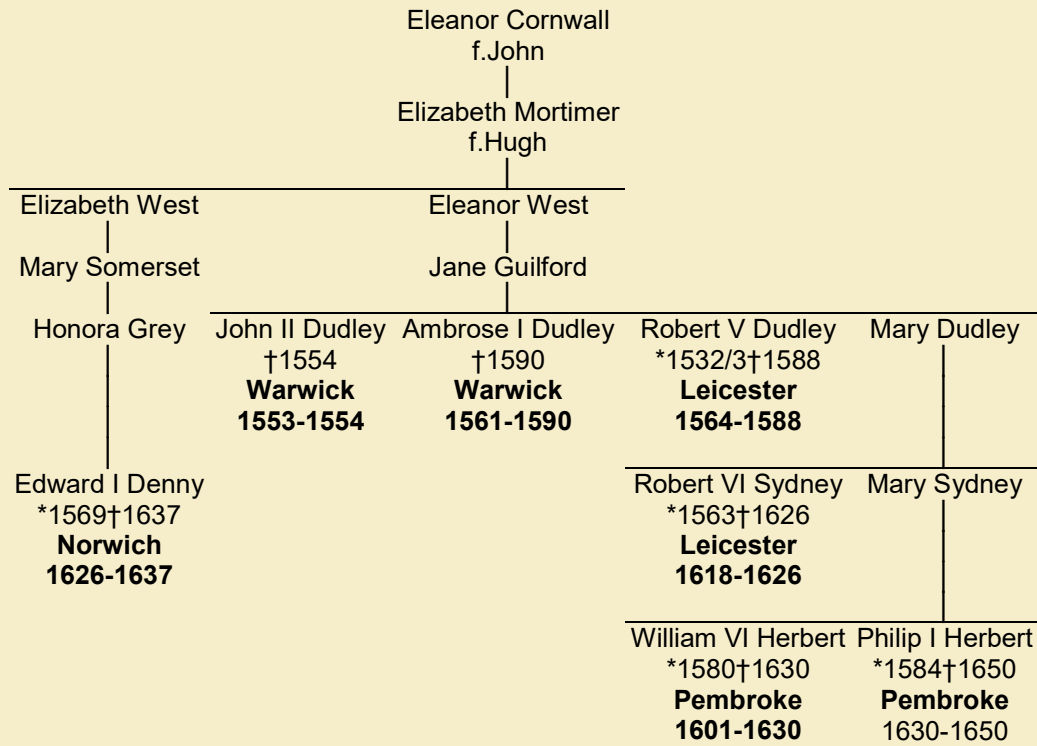 Eleanor Cornwall
f.John
Elizabeth Mortimer
f.Hugh
Elizabeth West Eleanor West
Mary Somerset Jane Guilford
Honora Grey John II Dudley Ambrose I Dudley Robert V Dudley Mary Dudley
†1554 †1590 *1532/3†1588
Warwick Warwick Leicester
1553-1554 1561-1590 1564-1588
Edward I Denny Robert VI Sydney Mary Sydney
*1569†1637 *1563†1626
Norwich Leicester
1626-1637 1618-1626
William VI Herbert Philip I Herbert
*1580†1630 *1584†1650
Pembroke Pembroke
1601-1630 1630-1650